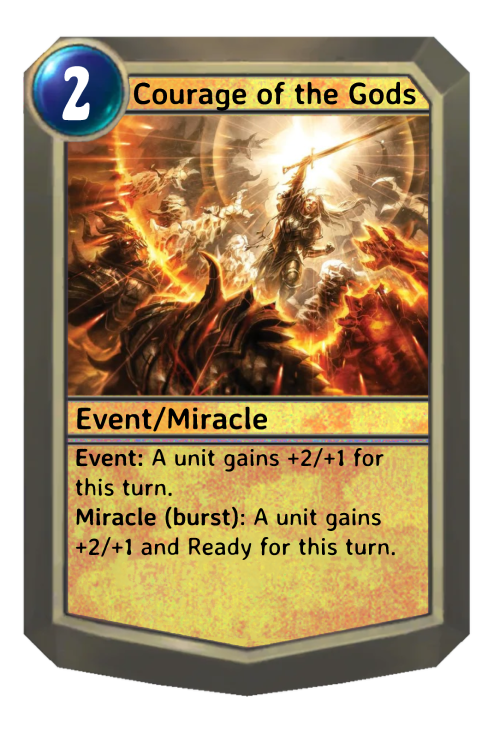 2
Courage of the Gods
Event/Miracle
Event: A unit gains +2/+1 for
this turn.
Miracle (burst): A unit gains
+2/+1 and Ready for this turn.